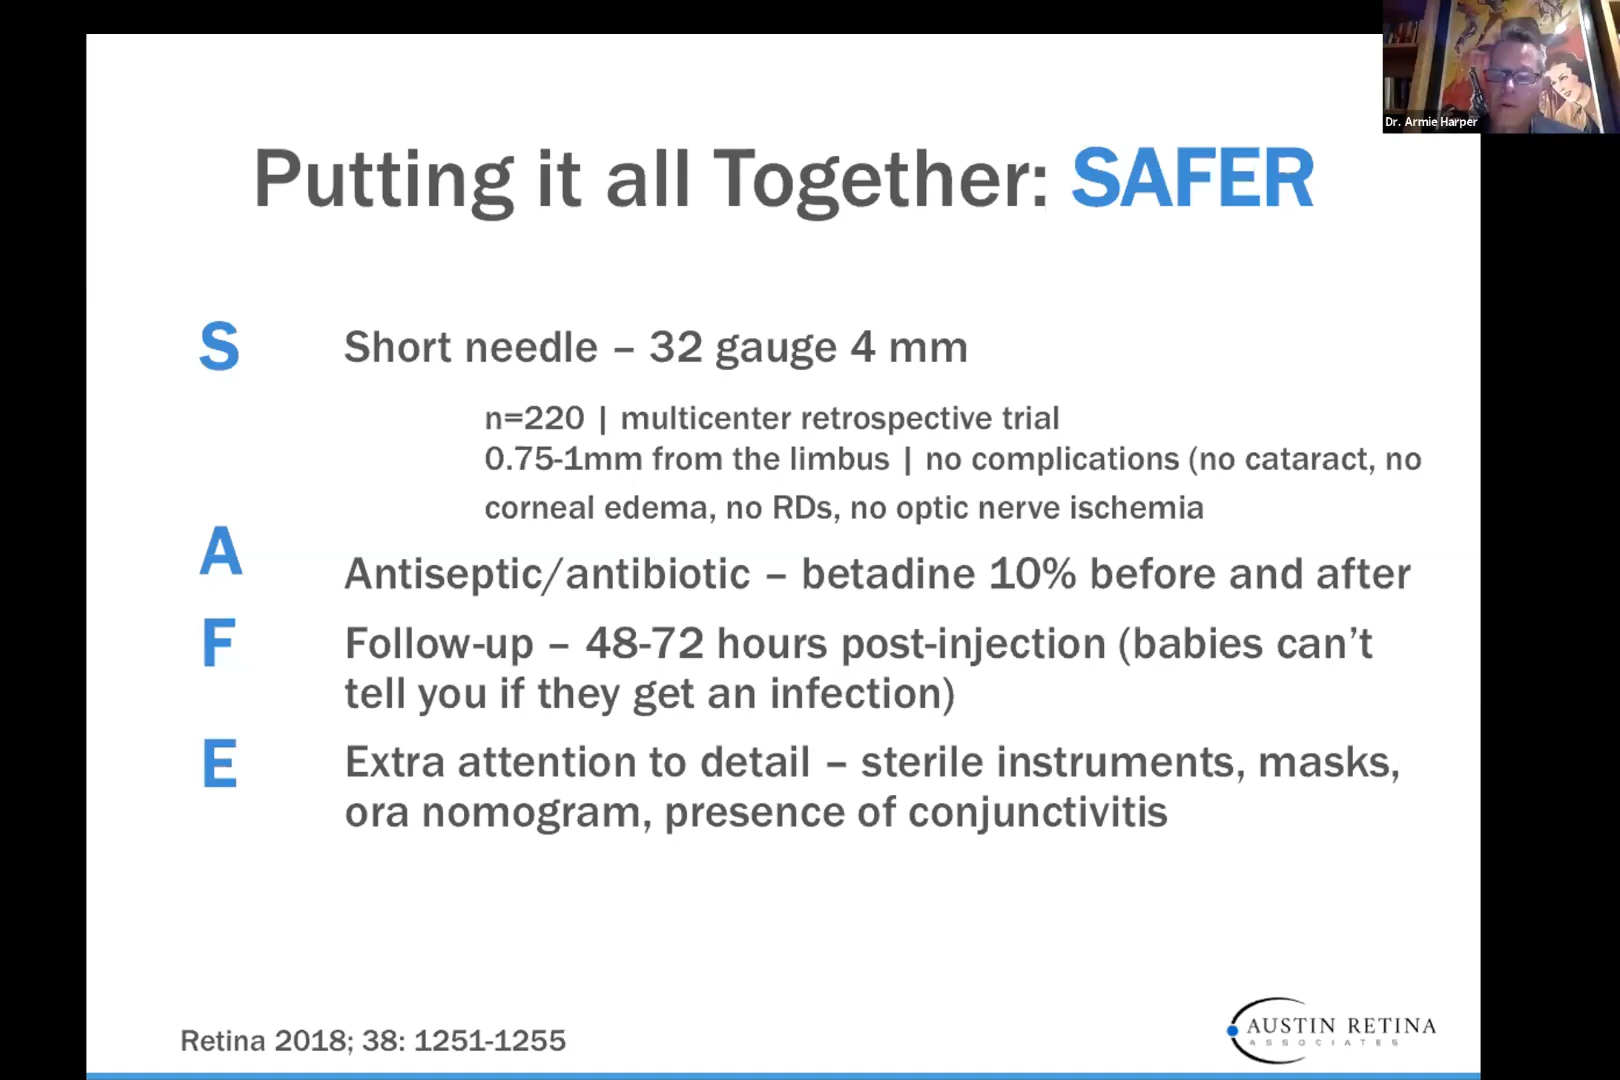 Dr. Armie Harper
Putting it all Together: SAFER
S
Short needle – 32 gauge 4 mm
n=220 | multicenter retrospective trial
0.75-1mm from the limbus | no complications (no cataract, no
corneal edema, no RDs, no optic nerve ischemia
A
Antiseptic/antibiotic – betadine 10% before and after
F
Follow-up – 48-72 hours post-injection (babies can't
tell you if they get an infection)
E
Extra attention to detail – sterile instruments, masks,
ora nomogram, presence of conjunctivitis
Retina 2018; 38: 1251-1255
AUSTIN RETINA
ASSOCIATES